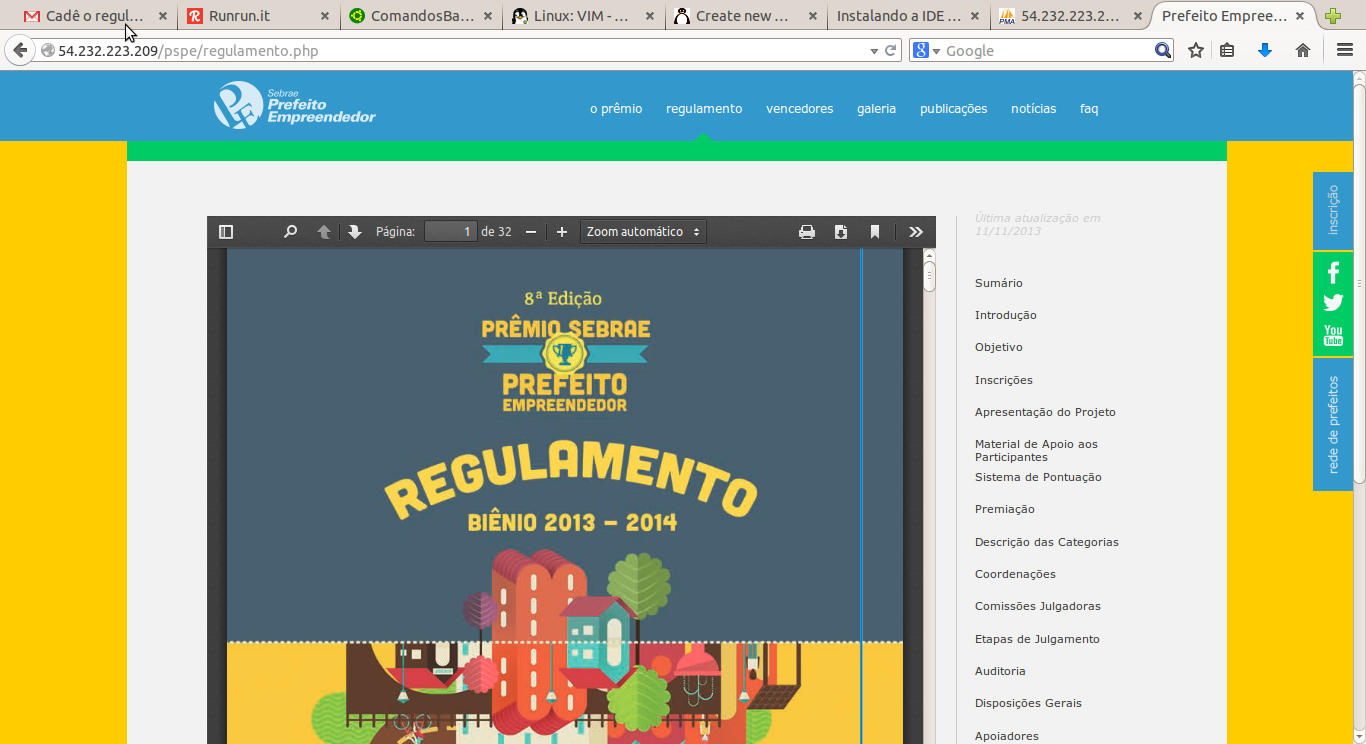 Cadê o regul...
Runrun.it
ComandosBa...
Linux: VIM - ...
Create new ...
Instalando a IDE ...
54.232.223.2...
Prefeito Empree...
54.232.223.209/pspe/regulamento.php
Google
Sebrae
Prefeito
Empreendedor
o prêmio
regulamento
vencedores
galeria
publicações
notícias
faq
Página: 1 de 32
Zoom automático
8ª Edição
PRÊMIO SEBRAE
PREFEITO
EMPREENDEDOR
REGULAMENTO
BIÊNIO 2013 – 2014
Última atualização em
11/11/2013
Sumário
Introdução
Objetivo
Inscrições
Apresentação do Projeto
Material de Apoio aos
Participantes
Sistema de Pontuação
Premiação
Descrição das Categorias
Coordenações
Comissões Julgadoras
Etapas de Julgamento
Auditoria
Disposições Gerais
Apoiadores
inscrição
You
Tube
rede de prefeitos